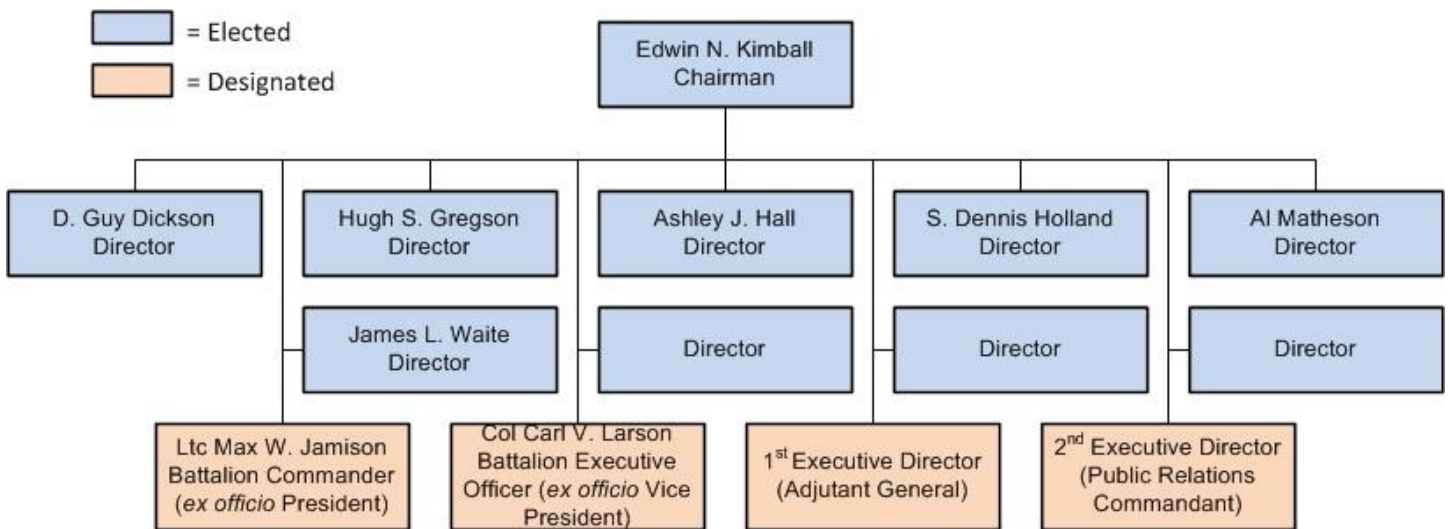 = Elected
= Designated
Edwin N. Kimball
Chairman
D. Guy Dickson
Director
Hugh S. Gregson
Director
Ashley J. Hall
Director
S. Dennis Holland
Director
Al Matheson
Director
James L. Waite
Director
Director
Director
Director
Ltc Max W. Jamison
Battalion Commander
(ex officio President)
Col Carl V. Larson
Battalion Executive
Officer (ex officio Vice
President)
1st Executive Director
(Adjutant General)
2nd Executive Director
(Public Relations
Commandant)